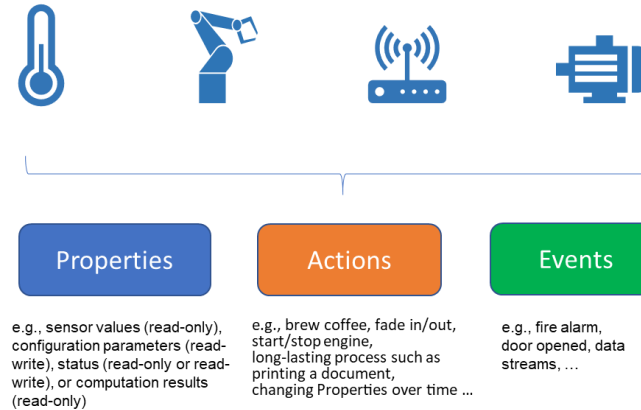 Properties
Actions
Events
e.g., sensor values (read-only),
configuration parameters (read-
write), status (read-only or read-
write), or computation results
(read-only)
e.g., brew coffee, fade in/out,
start/stop engine,
long-lasting process such as
printing a document,
changing Properties over time ...
e.g., fire alarm,
door opened, data
streams, …